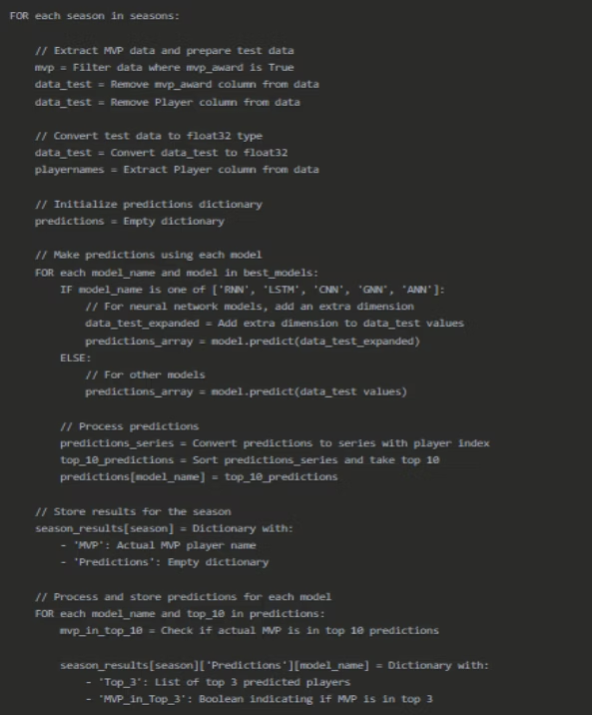 FOR each season in seasons:
// Extract MVP data and prepare test data
mvp = Filter data where mvp_award is True
data_test = Remove mvp_award column from data
data_test = Remove Player column from data
// Convert test data to float32 type
data_test = Convert data_test to float32
playernames = Extract Player column from data
// Initialize predictions dictionary
predictions = Empty dictionary
// Make predictions using each model
FOR each model_name and model in best_models:
IF model_name is one of ['RNN', 'LSTM', 'CNN', 'GNN', 'ANN']:
// For neural network models, add an extra dimension
data_test_expanded = Add extra dimension to data_test values
predictions_array = model.predict(data_test_expanded)
ELSE:
// For other models
predictions_array = model.predict(data_test values)
// Process predictions
predictions_series = Convert predictions to series with player index
top_10_predictions = Sort predictions_series and take top 10
predictions[model_name] = top_10_predictions
// Store results for the season
season_results[season] = Dictionary with:
- 'MVP': Actual MVP player name
- 'Predictions': Empty dictionary
// Process and store predictions for each model
FOR each model_name and top_10 in predictions:
mvp_in_top_10 = Check if actual MVP is in top 10 predictions
season_results[season]['Predictions'][model_name] = Dictionary with:
- 'Top_3': List of top 3 predicted players
- 'MVP_in_Top_3': Boolean indicating if MVP is in top 3